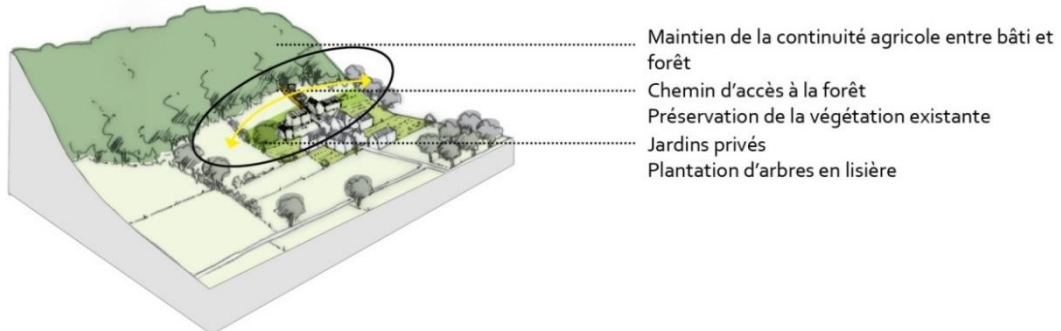 Maintien de la continuité agricole entre bâti et
forêt
Chemin d'accès à la forêt
Préservation de la végétation existante
Jardins privés
Plantation d'arbres en lisière